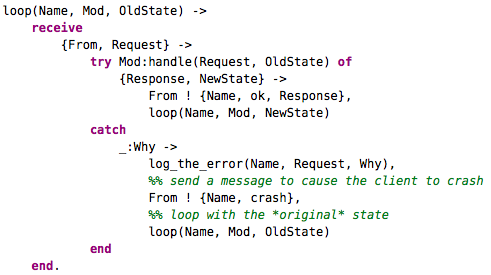 loop(Name, Mod, OldState) ->
    receive
        {From, Request} ->
            try Mod:handle(Request, OldState) of
                {Response, NewState} ->
                    From ! {Name, ok, Response},
                    loop(Name, Mod, NewState)
            catch
                _:Why ->
                    log_the_error(Name, Request, Why),
                    %% send a message to cause the client to crash
                    From ! {Name, crash},
                    %% loop with the *original* state
                    loop(Name, Mod, OldState)
            end
    end.